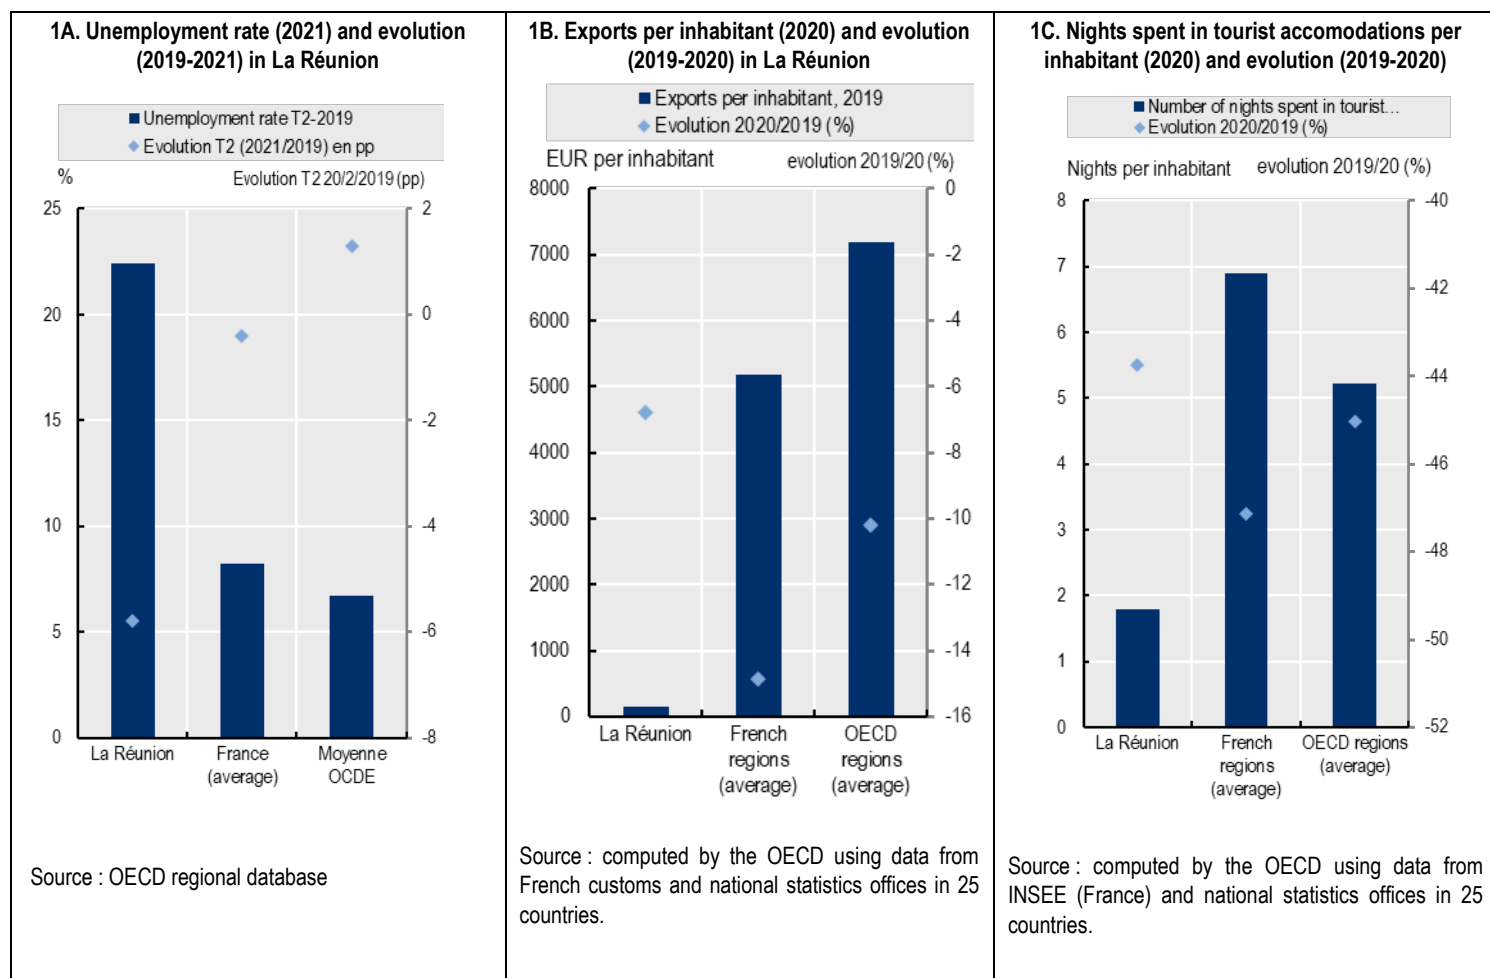 1A. Unemployment rate (2021) and evolution
(2019-2021) in La Réunion
Unemployment rate T2-2019
Evolution T2 (2021/2019) en pp
%
Evolution T2 20/2/2019 (pp)
25
20
15
10
5
0
2
0
-2
-4
-6
-8
La Réunion
France
(average)
Moyenne
OCDE
Source : OECD regional database
1B. Exports per inhabitant (2020) and evolution
(2019-2020) in La Réunion
Exports per inhabitant, 2019
Evolution 2020/2019 (%)
EUR per inhabitant
evolution 2019/20 (%)
8000
7000
6000
5000
4000
3000
2000
1000
0
0
-2
-4
-6
-8
-10
-12
-14
-16
La Réunion
French
regions
(average)
OECD
regions
(average)
Source : computed by the OECD using data from
French customs and national statistics offices in 25
countries.
1C. Nights spent in tourist accomodations per
inhabitant (2020) and evolution (2019-2020)
Number of nights spent in tourist...
Evolution 2020/2019 (%)
Nights per inhabitant
evolution 2019/20 (%)
8
7
6
5
4
3
2
1
0
-40
-42
-44
-46
-48
-50
-52
La Réunion
French
regions
(average)
OECD regions
(average)
Source : computed by the OECD using data from
INSEE (France) and national statistics offices in 25
countries.